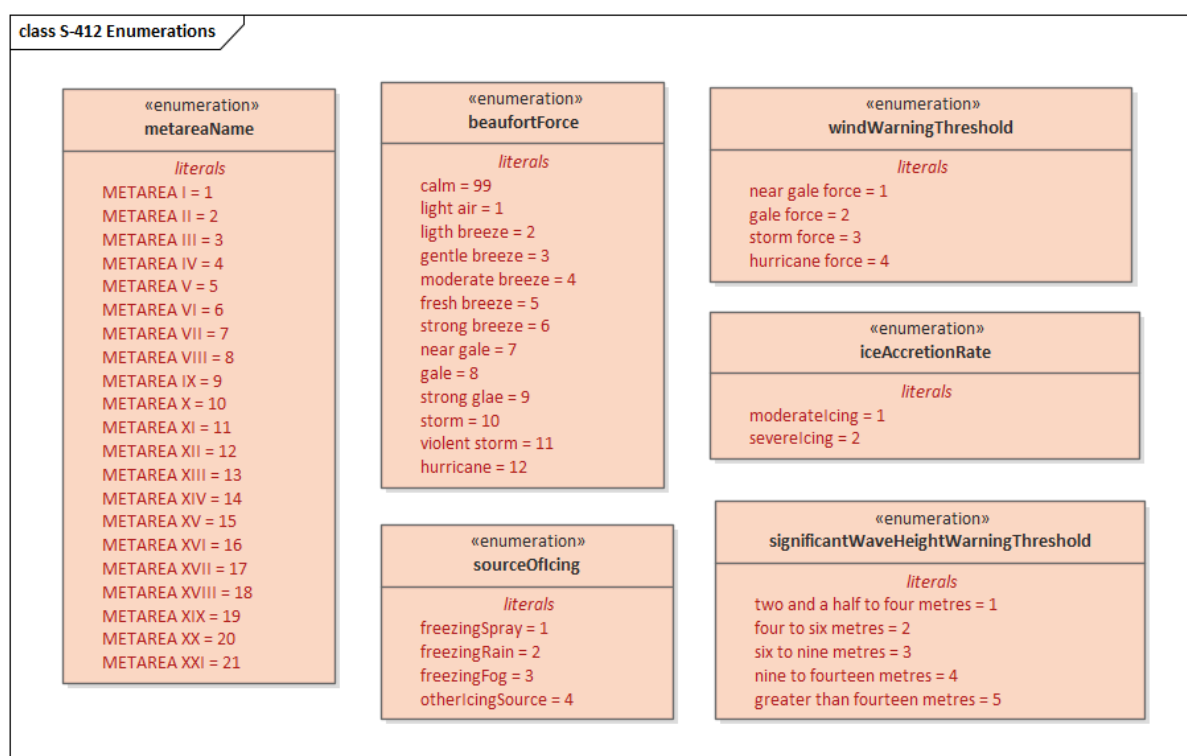 class S-412 Enumerations
«enumeration»
metareaName
literals
METAREA I = 1
METAREA II = 2
METAREA III = 3
METAREA IV = 4
METAREA V = 5
METAREA VI = 6
METAREA VII = 7
METAREA VIII = 8
METAREA IX = 9
METAREA X = 10
METAREA XI = 11
METAREA XII = 12
METAREA XIII = 13
METAREA XIV = 14
METAREA XV = 15
METAREA XVI = 16
METAREA XVII = 17
METAREA XVIII = 18
METAREA XIX = 19
METAREA XX = 20
METAREA XXI = 21
«enumeration»
beaufortForce
literals
calm = 99
light air = 1
ligth breeze = 2
gentle breeze = 3
moderate breeze = 4
fresh breeze = 5
strong breeze = 6
near gale = 7
gale = 8
strong glae = 9
storm = 10
violent storm = 11
hurricane = 12
«enumeration»
sourceOfIcing
literals
freezingSpray = 1
freezingRain = 2
freezingFog = 3
otherIcingSource = 4
«enumeration»
windWarningThreshold
literals
near gale force = 1
gale force = 2
storm force = 3
hurricane force = 4
«enumeration»
iceAccretionRate
literals
moderateIcing = 1
severeIcing = 2
«enumeration»
significantWaveHeightWarningThreshold
literals
two and a half to four metres = 1
four to six metres = 2
six to nine metres = 3
nine to fourteen metres = 4
greater than fourteen metres = 5